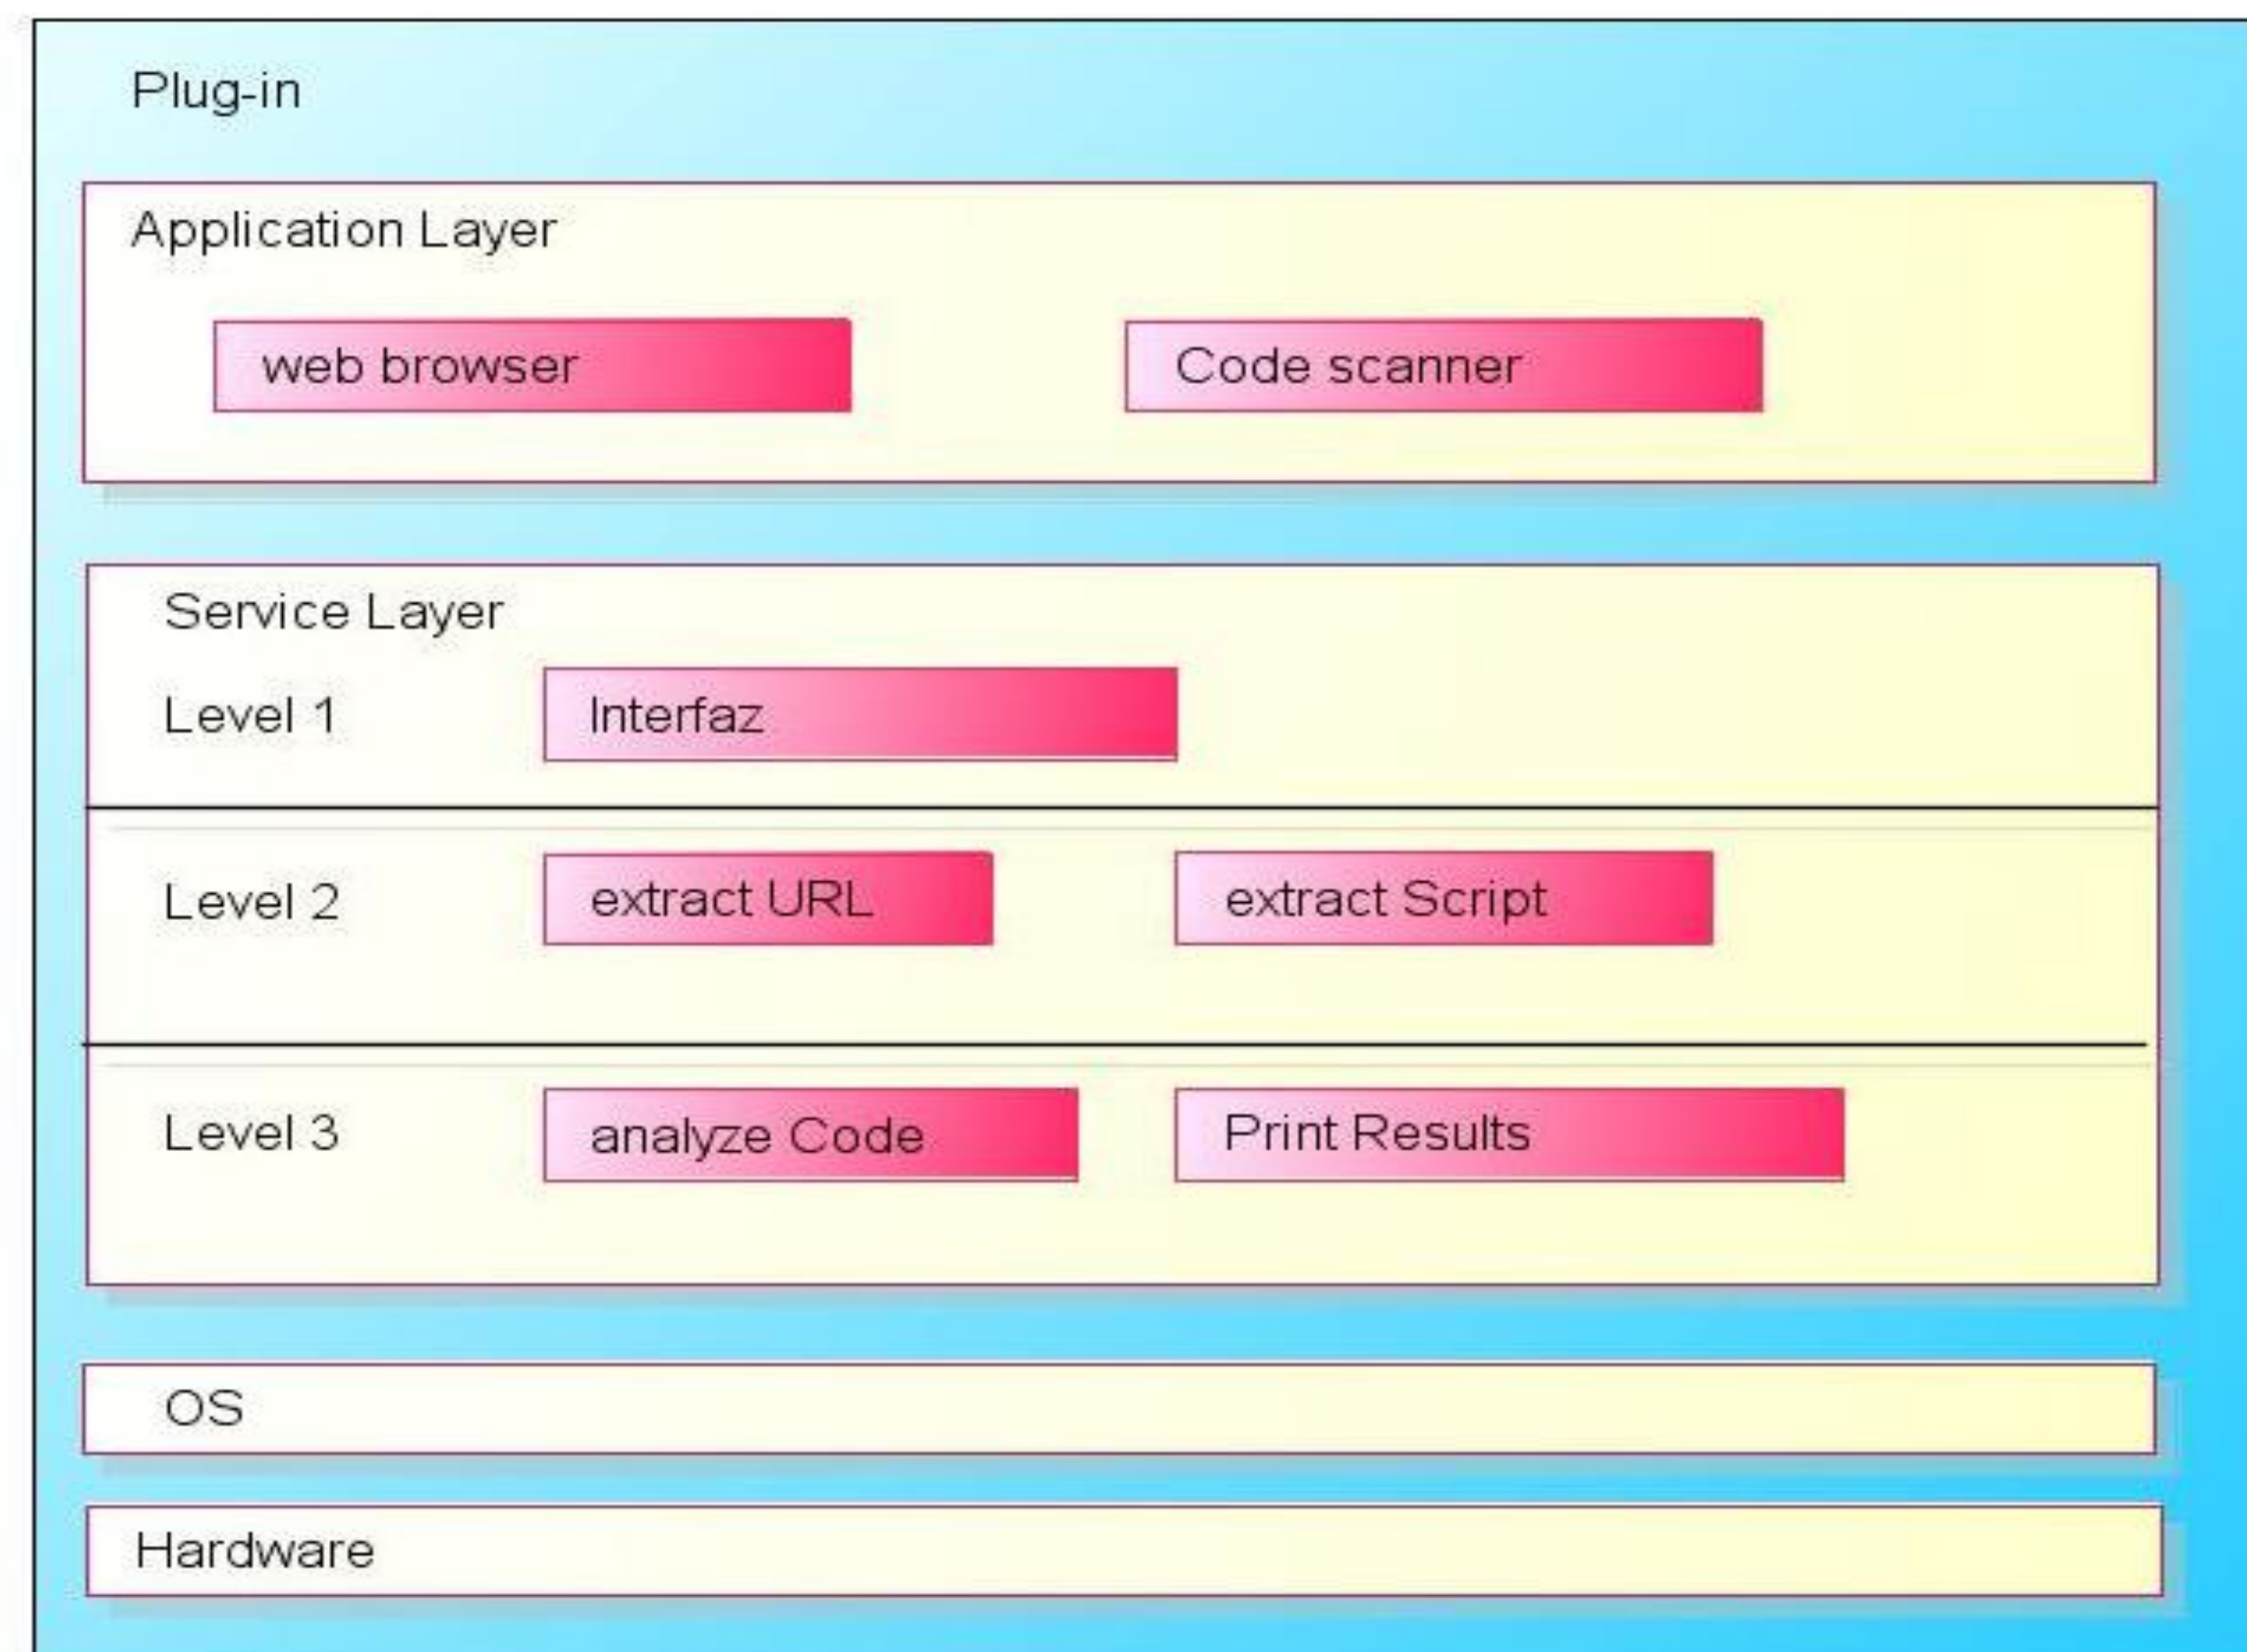 Plug-in
Application Layer
web browser
Code scanner
Service Layer
Level 1
Interfaz
Level 2
extract URL
extract Script
Level 3
analyze Code
Print Results
OS
Hardware